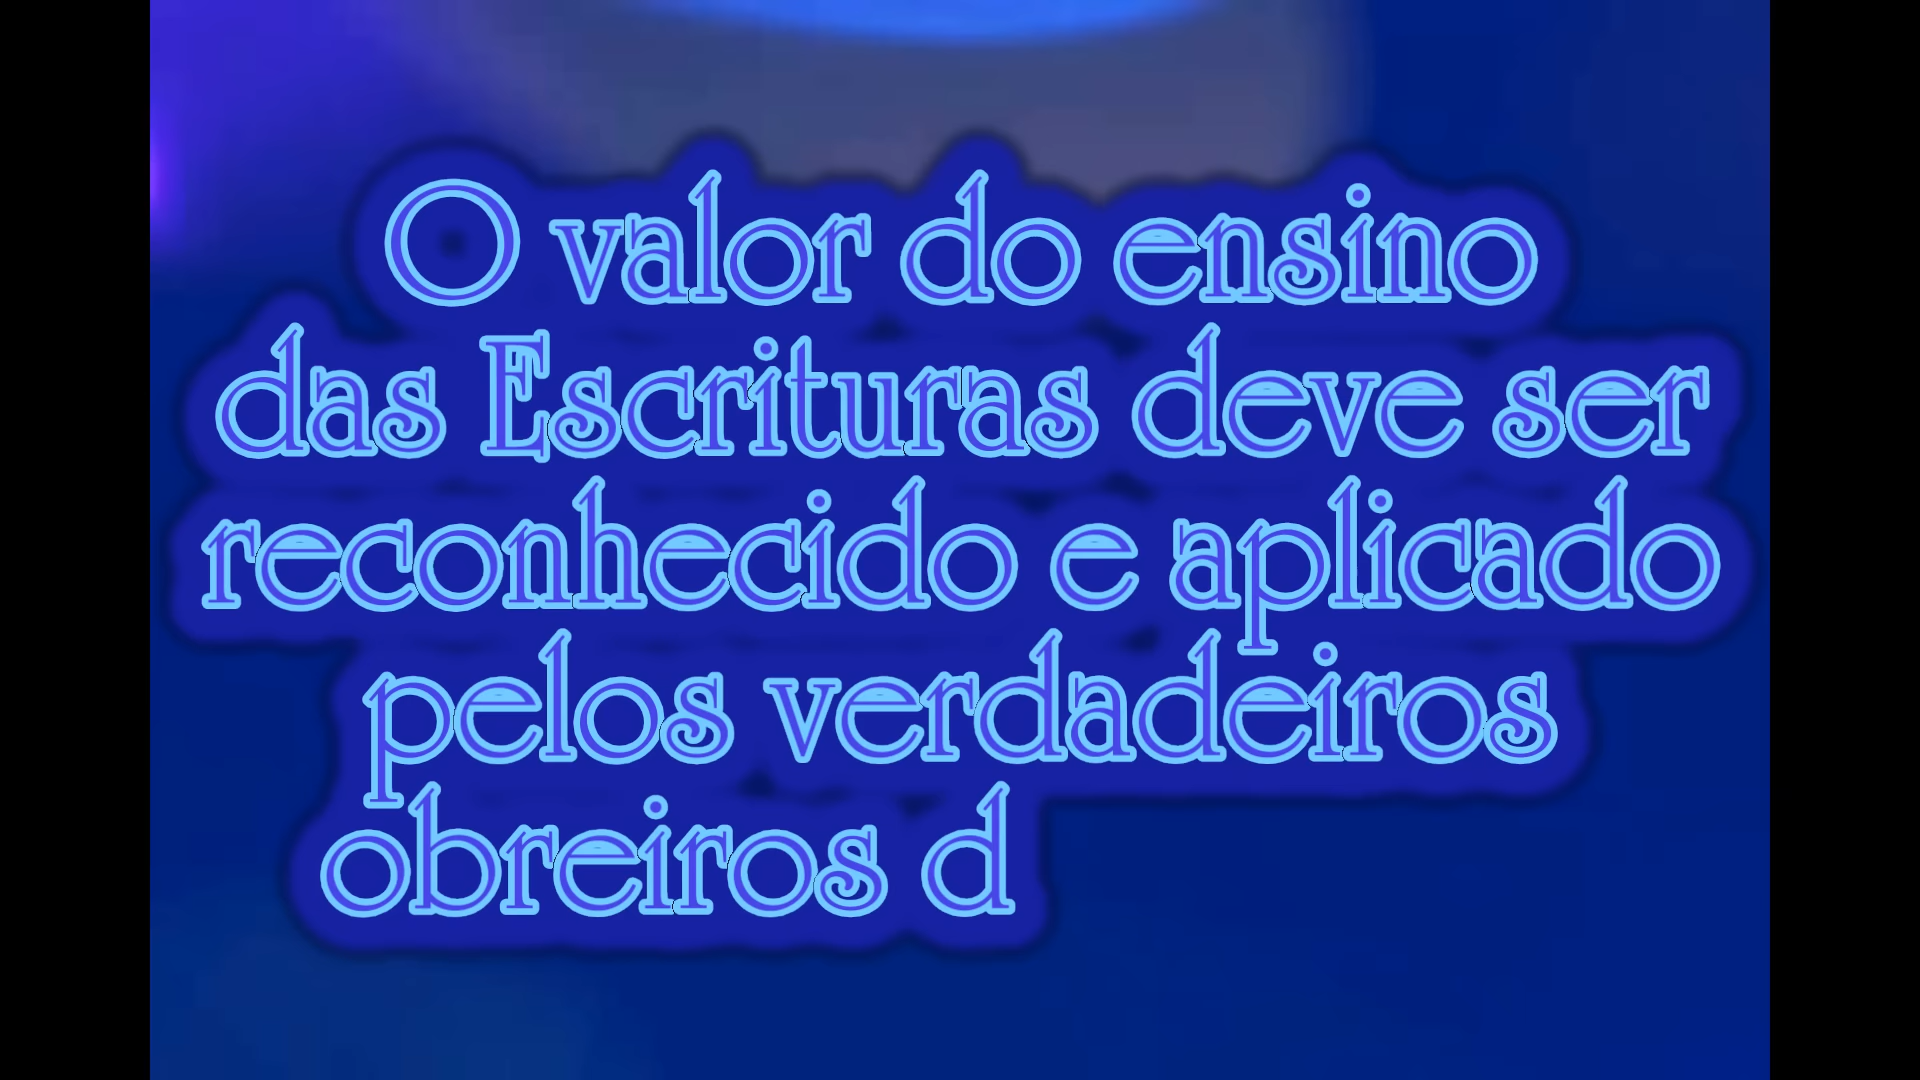 O valor do ensino
das Escrituras deve ser
reconhecido e aplicado
pelos verdadeiros
obreiros d